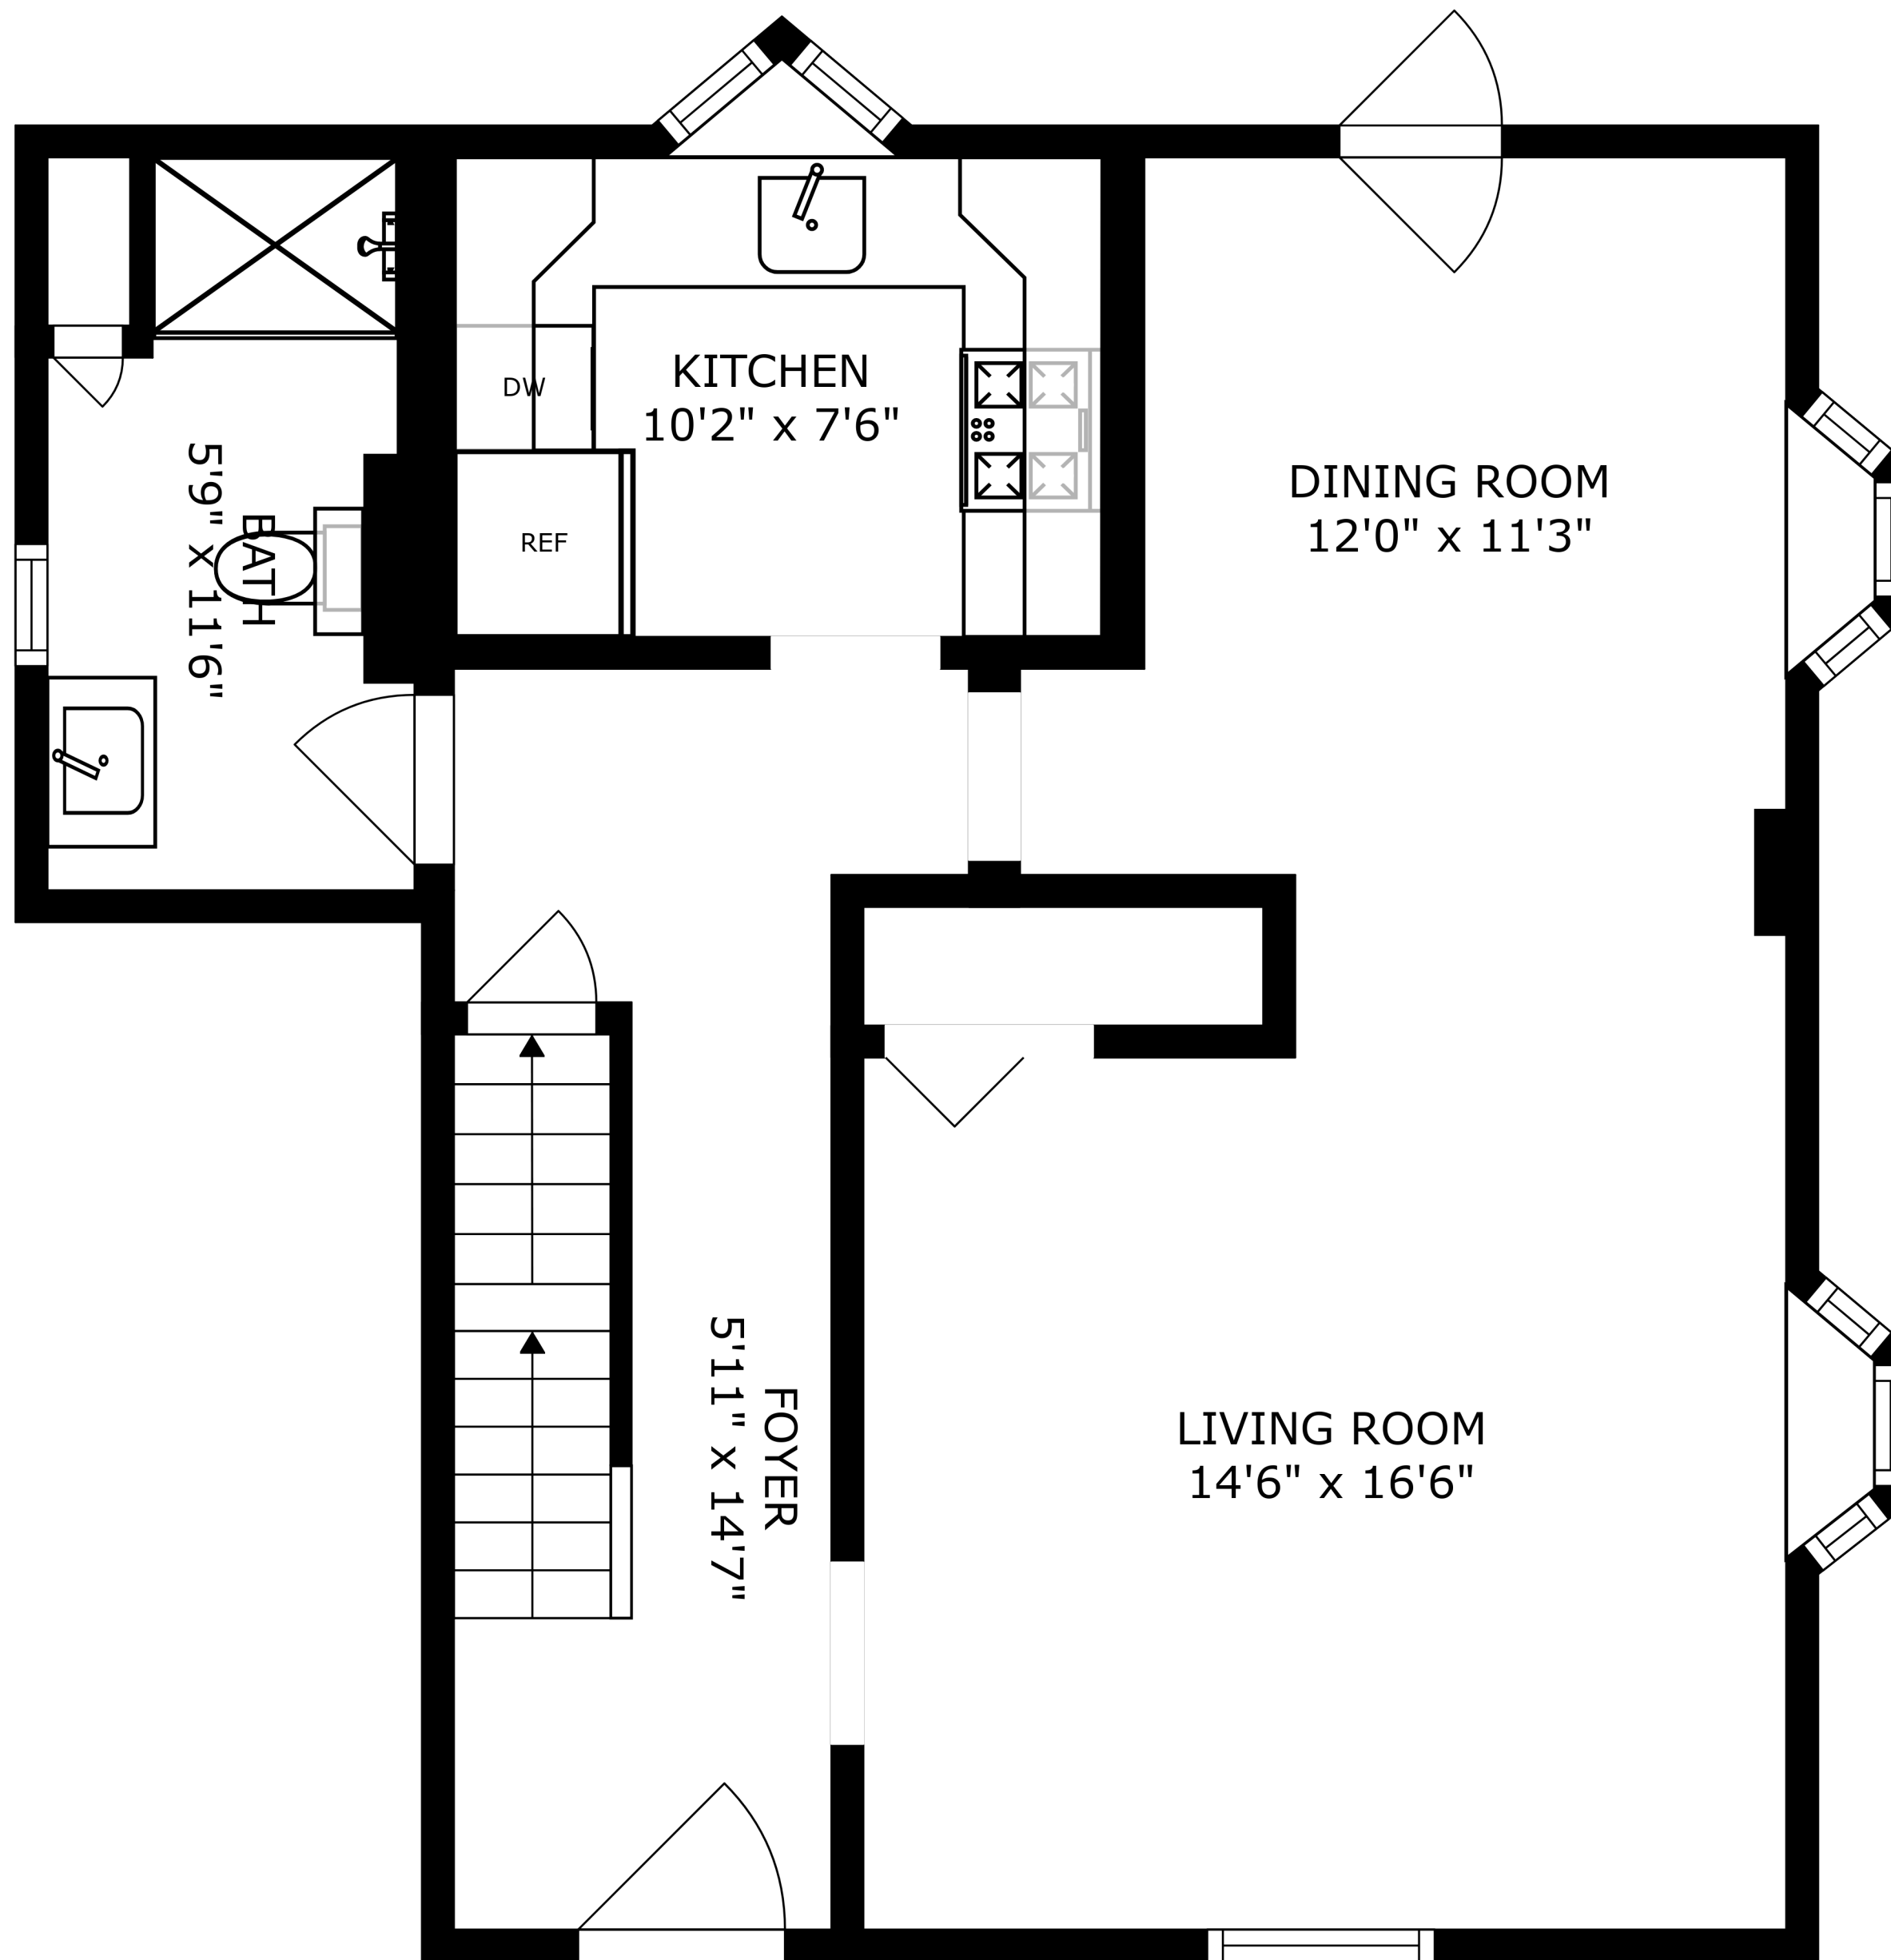 KITCHEN
10'2" x 7'6"
DW
REF
BATH
5'9" x 11'6"
DINING ROOM
12'0" x 11'3"
FOYER
5'11" x 14'7"
LIVING ROOM
14'6" x 16'6"